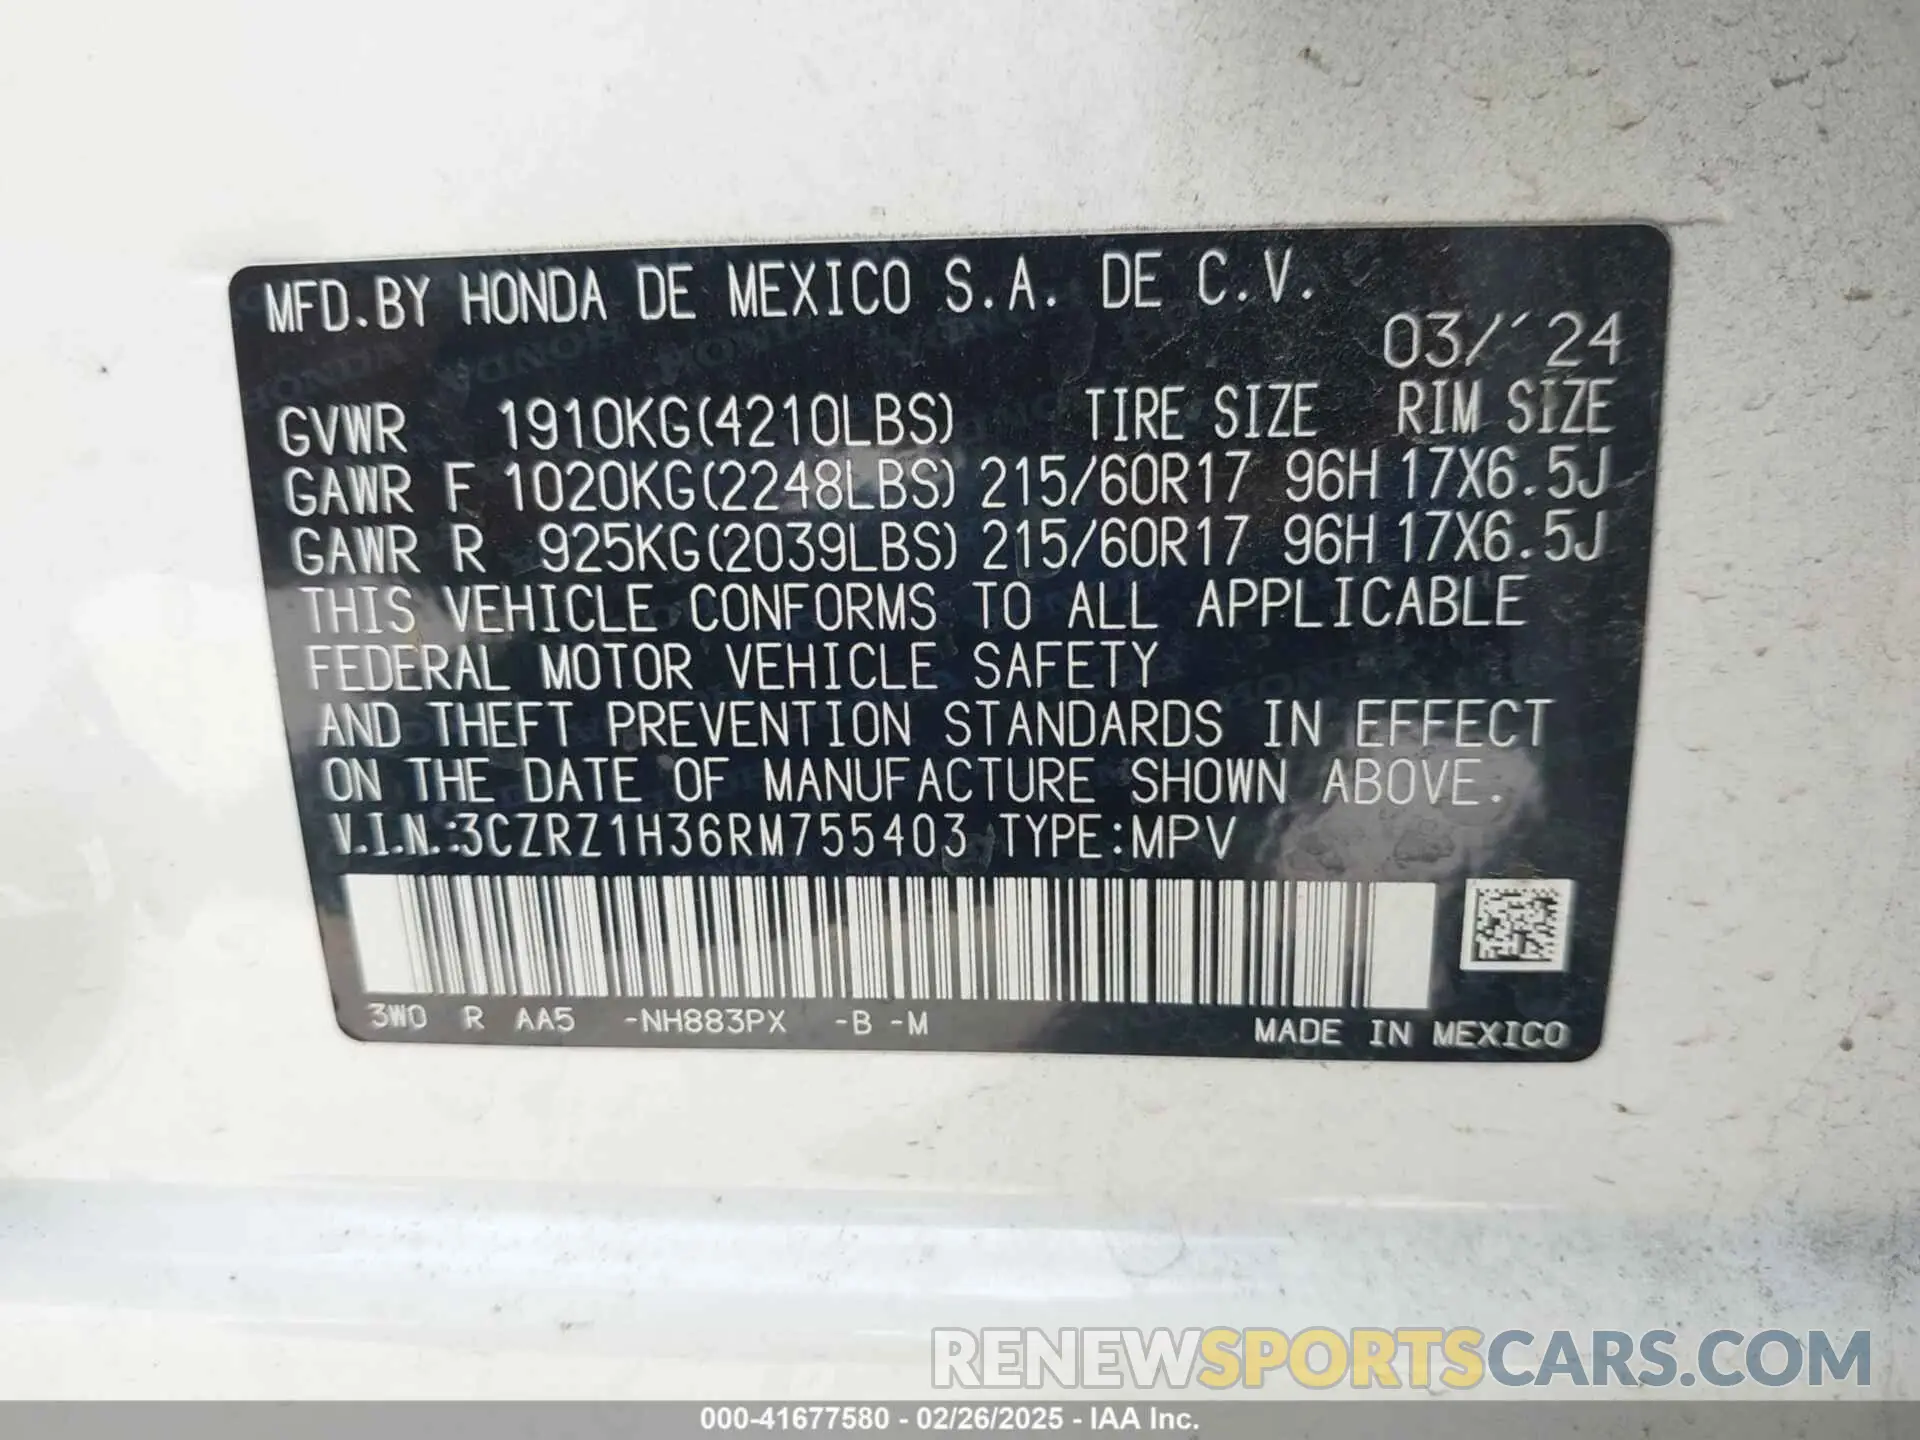 MFD.BY HONDA DE MEXICO S.A. DE C.V.
03/´24
GVWR 1910KG(4210LBS) TIRE SIZE RIM SIZE
GAWR F 1020KG(2248LBS) 215/60R17 96H 17X6.5J
GAWR R 925KG(2039LBS) 215/60R17 96H 17X6.5J
THIS VEHICLE CONFORMS TO ALL APPLICABLE
FEDERAL MOTOR VEHICLE SAFETY
AND THEFT PREVENTION STANDARDS IN EFFECT
ON THE DATE OF MANUFACTURE SHOWN ABOVE.
V.I.N.:3CZRZ1H36RM755403 TYPE:MPV
3W0 R AA5 -NH883PX -B -M MADE IN MEXICO
RENEWSPORTSCARS.COM
000-41677580 - 02/26/2025 - IAA Inc.